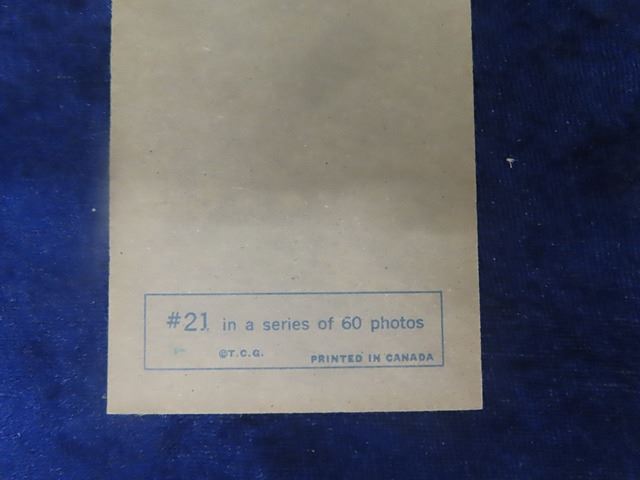 #21 in a series of 60 photos
©T.C.G. PRINTED IN CANADA